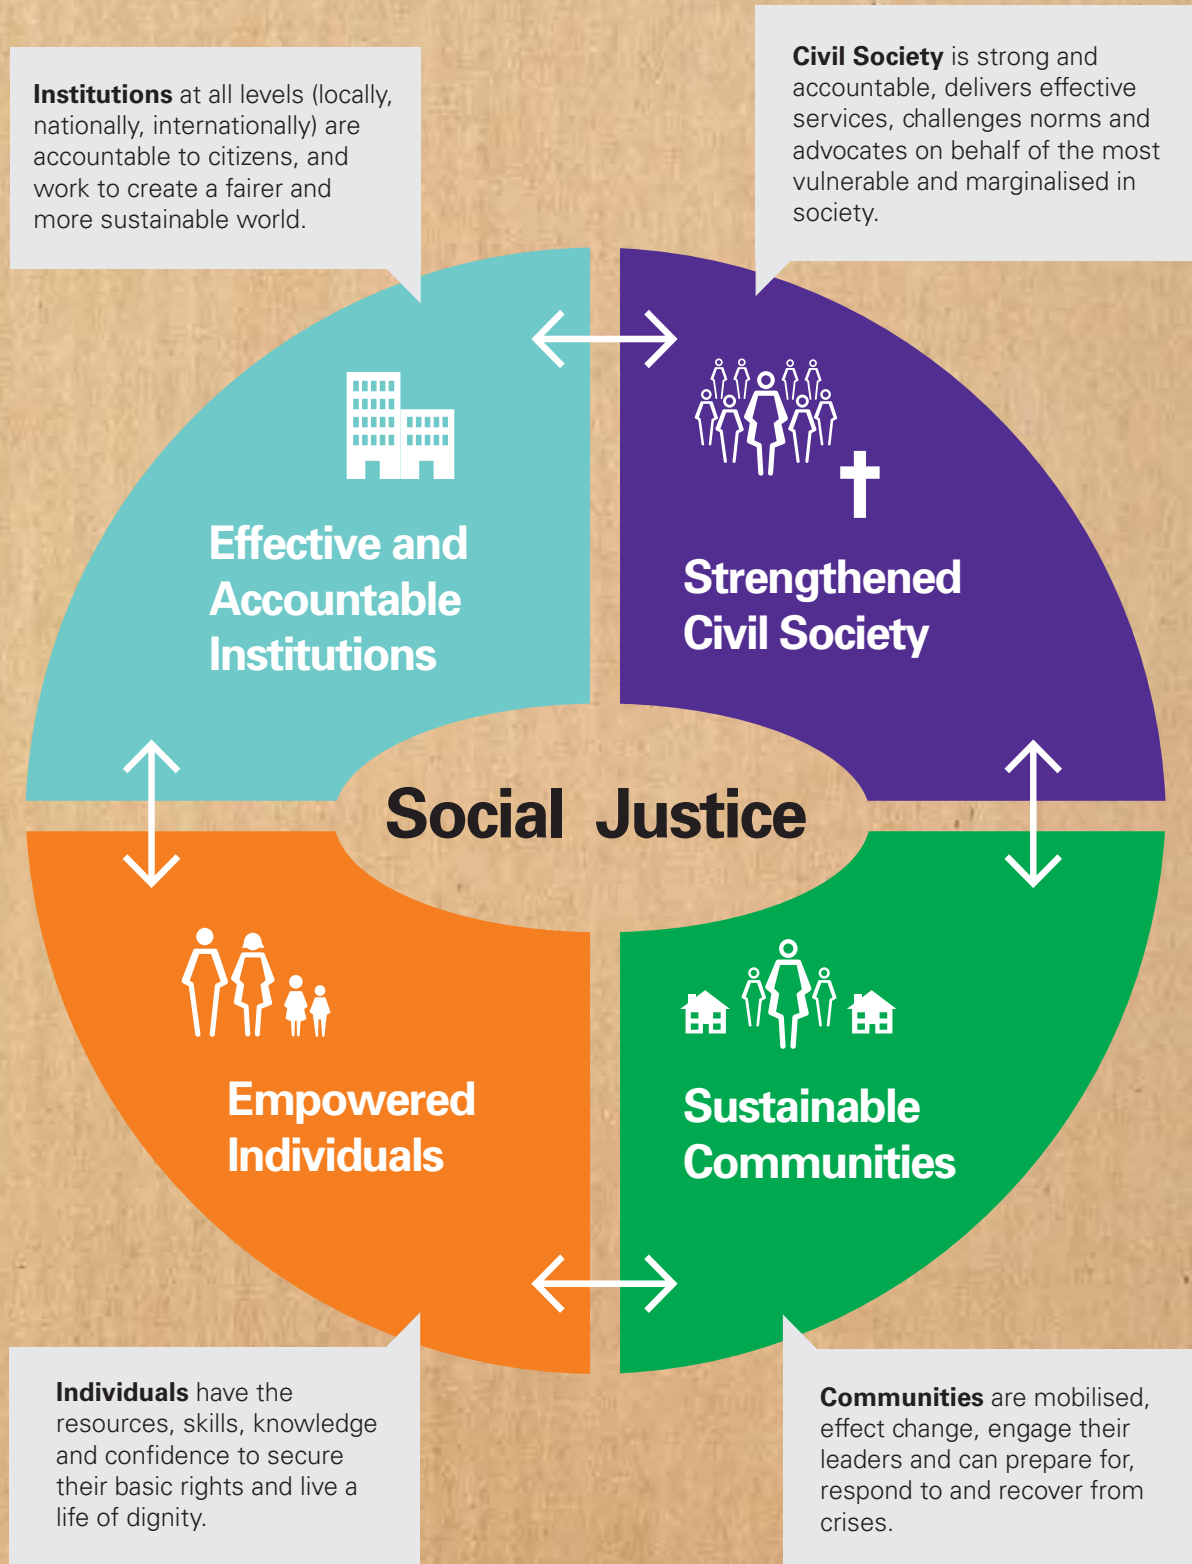 Institutions at all levels (locally,
nationally, internationally) are
accountable to citizens, and
work to create a fairer and
more sustainable world.
Civil Society is strong and
accountable, delivers effective
services, challenges norms and
advocates on behalf of the most
vulnerable and marginalised in
society.
Effective and
Accountable
Institutions
Strengthened
Civil Society
Social Justice
Empowered
Individuals
Sustainable
Communities
Individuals have the
resources, skills, knowledge
and confidence to secure
their basic rights and live a
life of dignity.
Communities are mobilised,
effect change, engage their
leaders and can prepare for,
respond to and recover from
crises.